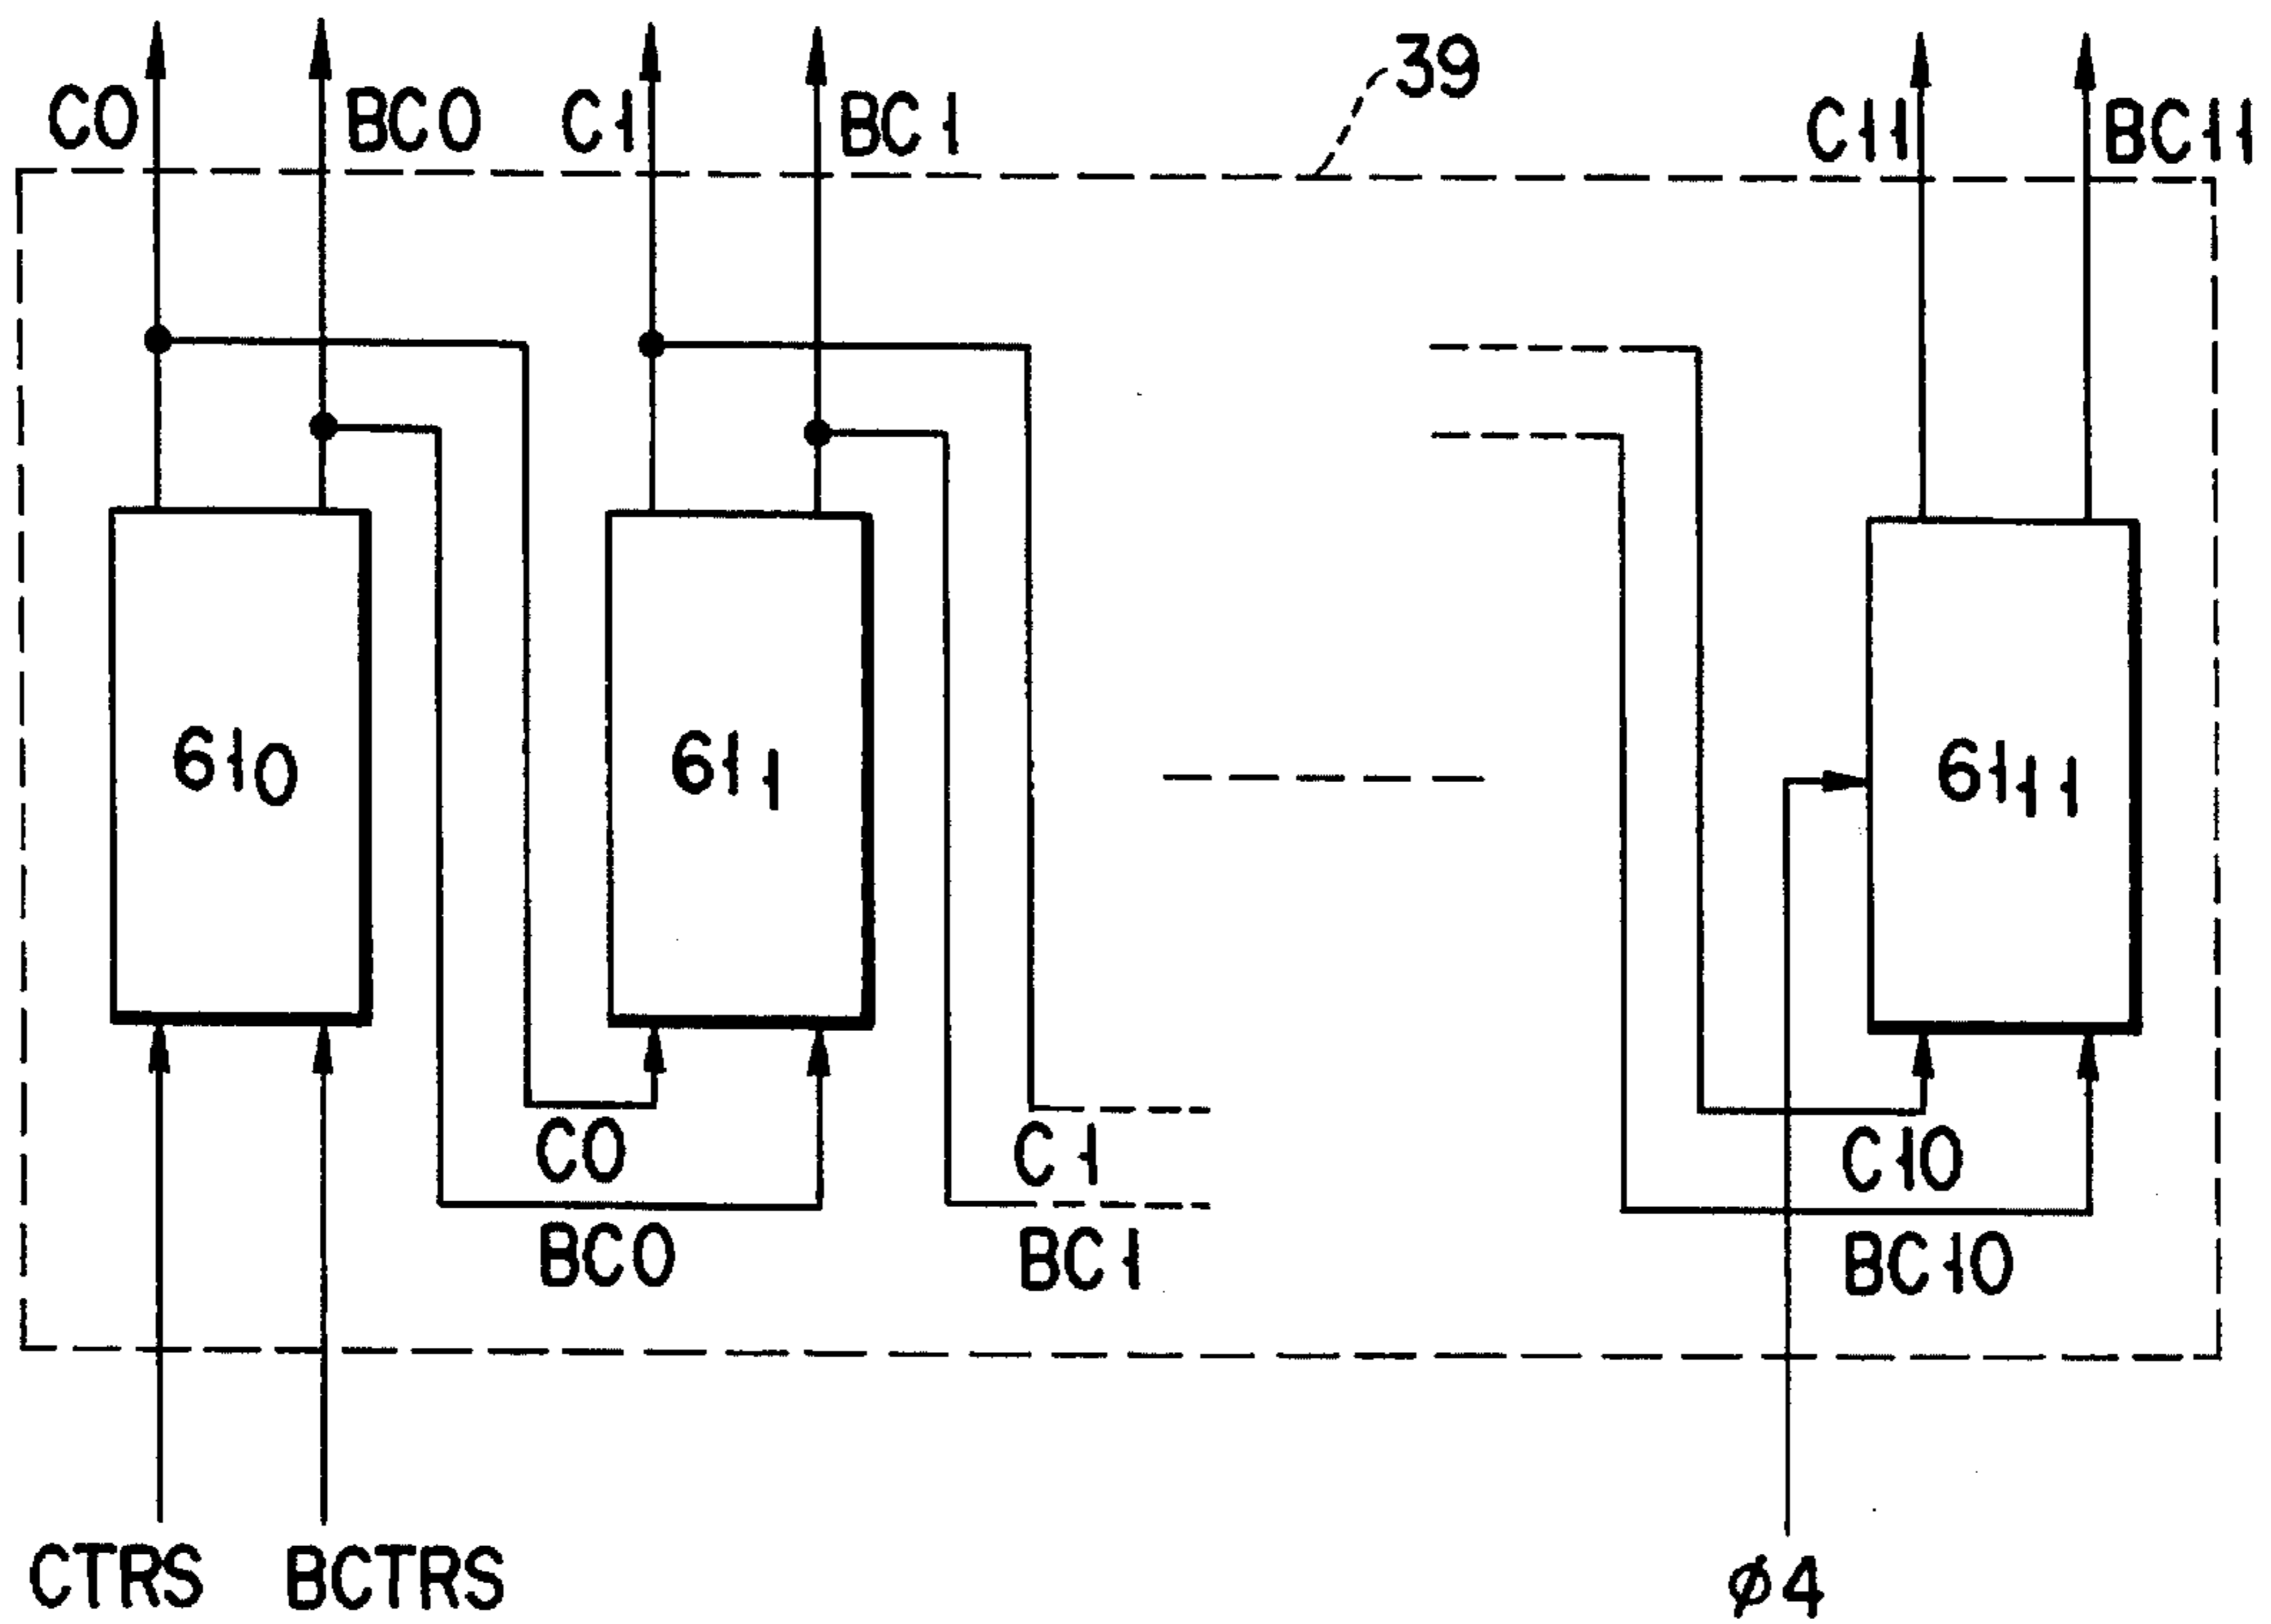 39
C0 BC0 C1 BC1 C11 BC11
61₀ 61₁ 61₁₁
C0 C1 C10
BC0 BC1 BC10
CTRS BCTRS ø4